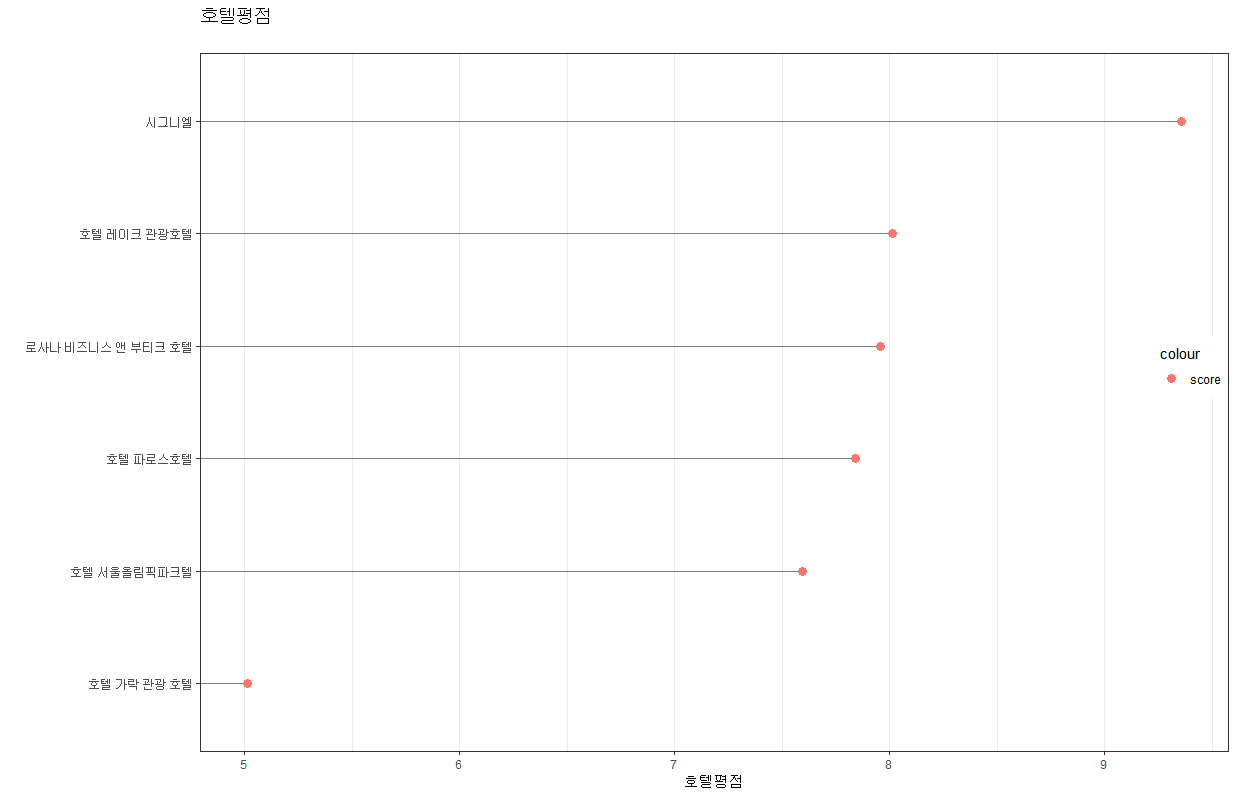 호텔평점
시그니엘
호텔 레이크 관광호텔
로사나 비즈니스 앤 부티크 호텔
호텔 파로스호텔
호텔 서울올림픽파크텔
호텔 가락 관광 호텔
colour
score
5 6 7 8 9
호텔평점